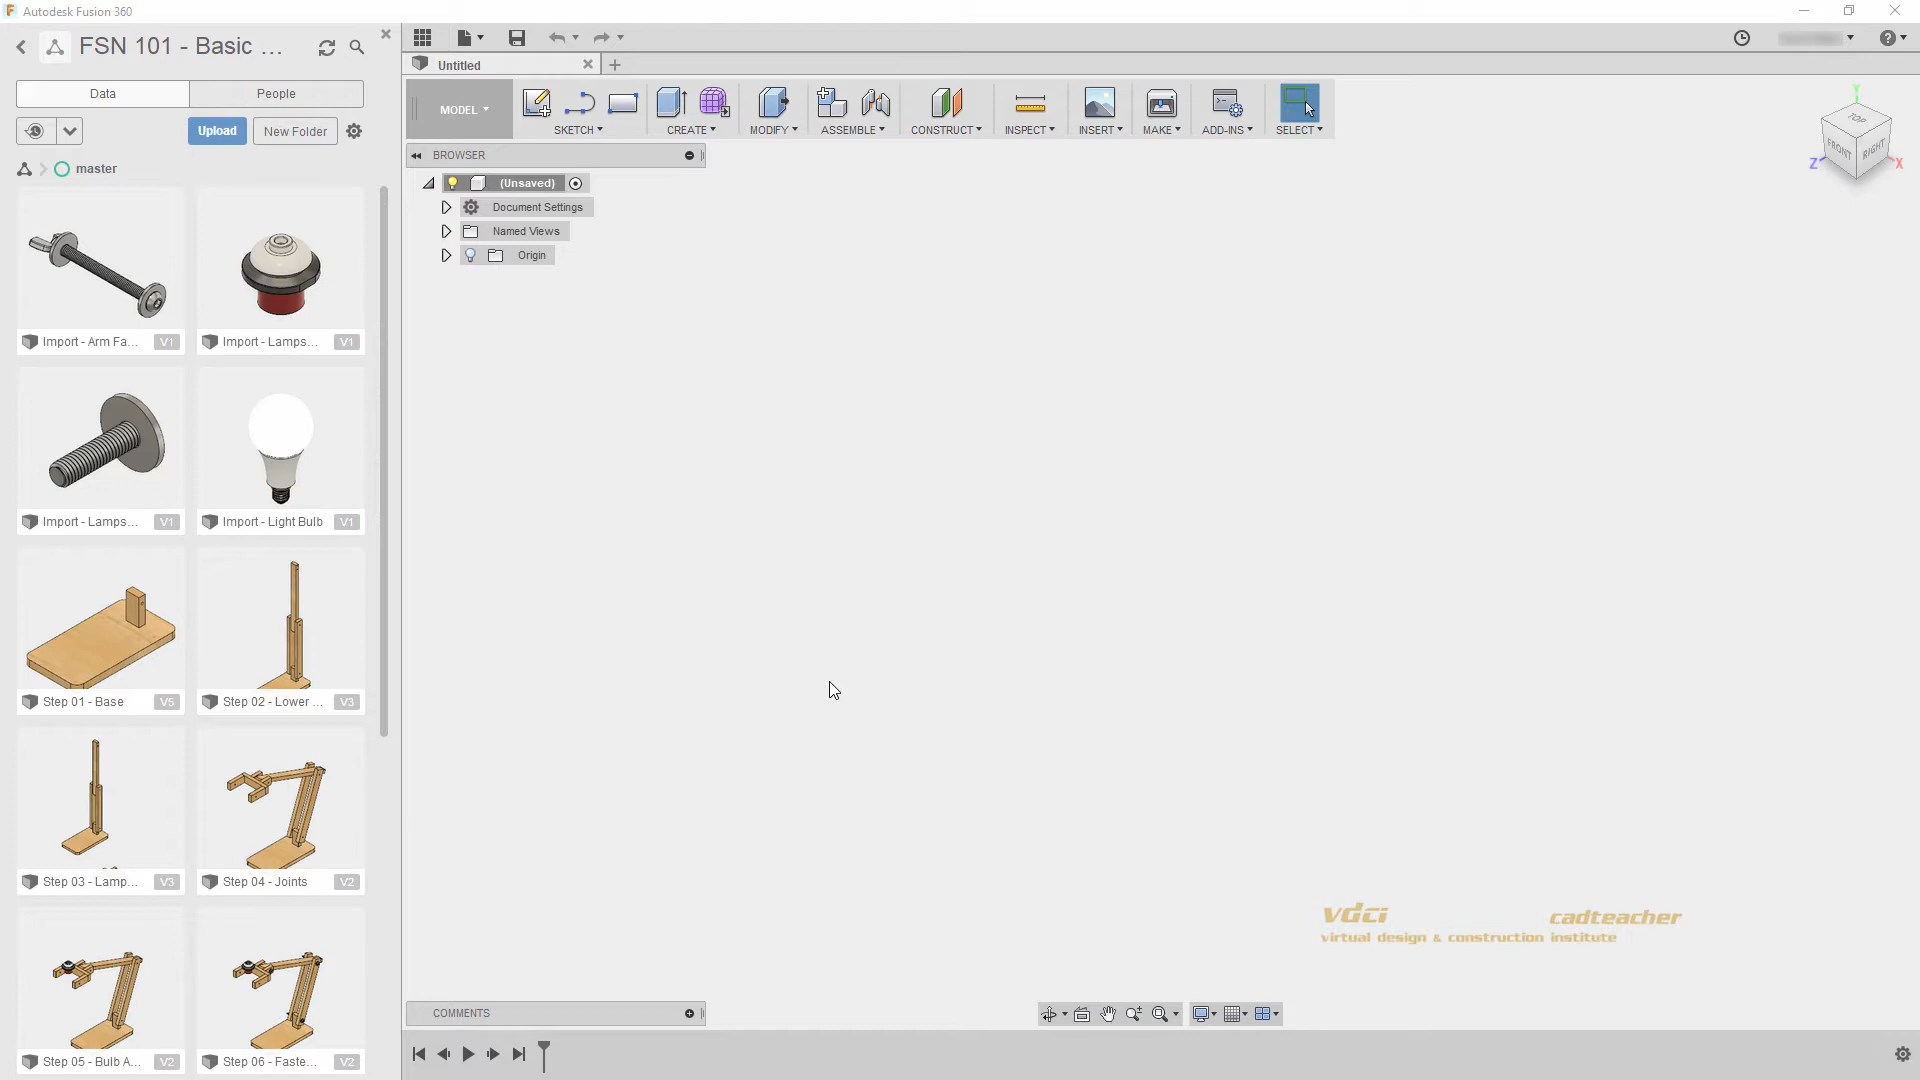 Autodesk Fusion 360
FSN 101 - Basic ...
Data
People
Upload
New Folder
master
Import - Arm Fa...
V1
Import - Lamps...
V1
Import - Lamps...
V1
Import - Light Bulb
V1
Step 01 - Base
V5
Step 02 - Lower ...
V3
Step 03 - Lamp...
V3
Step 04 - Joints
V2
Step 05 - Bulb A...
V2
Step 06 - Faste...
V2
Untitled
MODEL
SKETCH
CREATE
MODIFY
ASSEMBLE
CONSTRUCT
INSPECT
INSERT
MAKE
ADD-INS
SELECT
BROWSER
(Unsaved)
Document Settings
Named Views
Origin
Y
TOP
FRONT
RIGHT
Z
X
vdci
cadteacher
virtual design & construction institute
COMMENTS